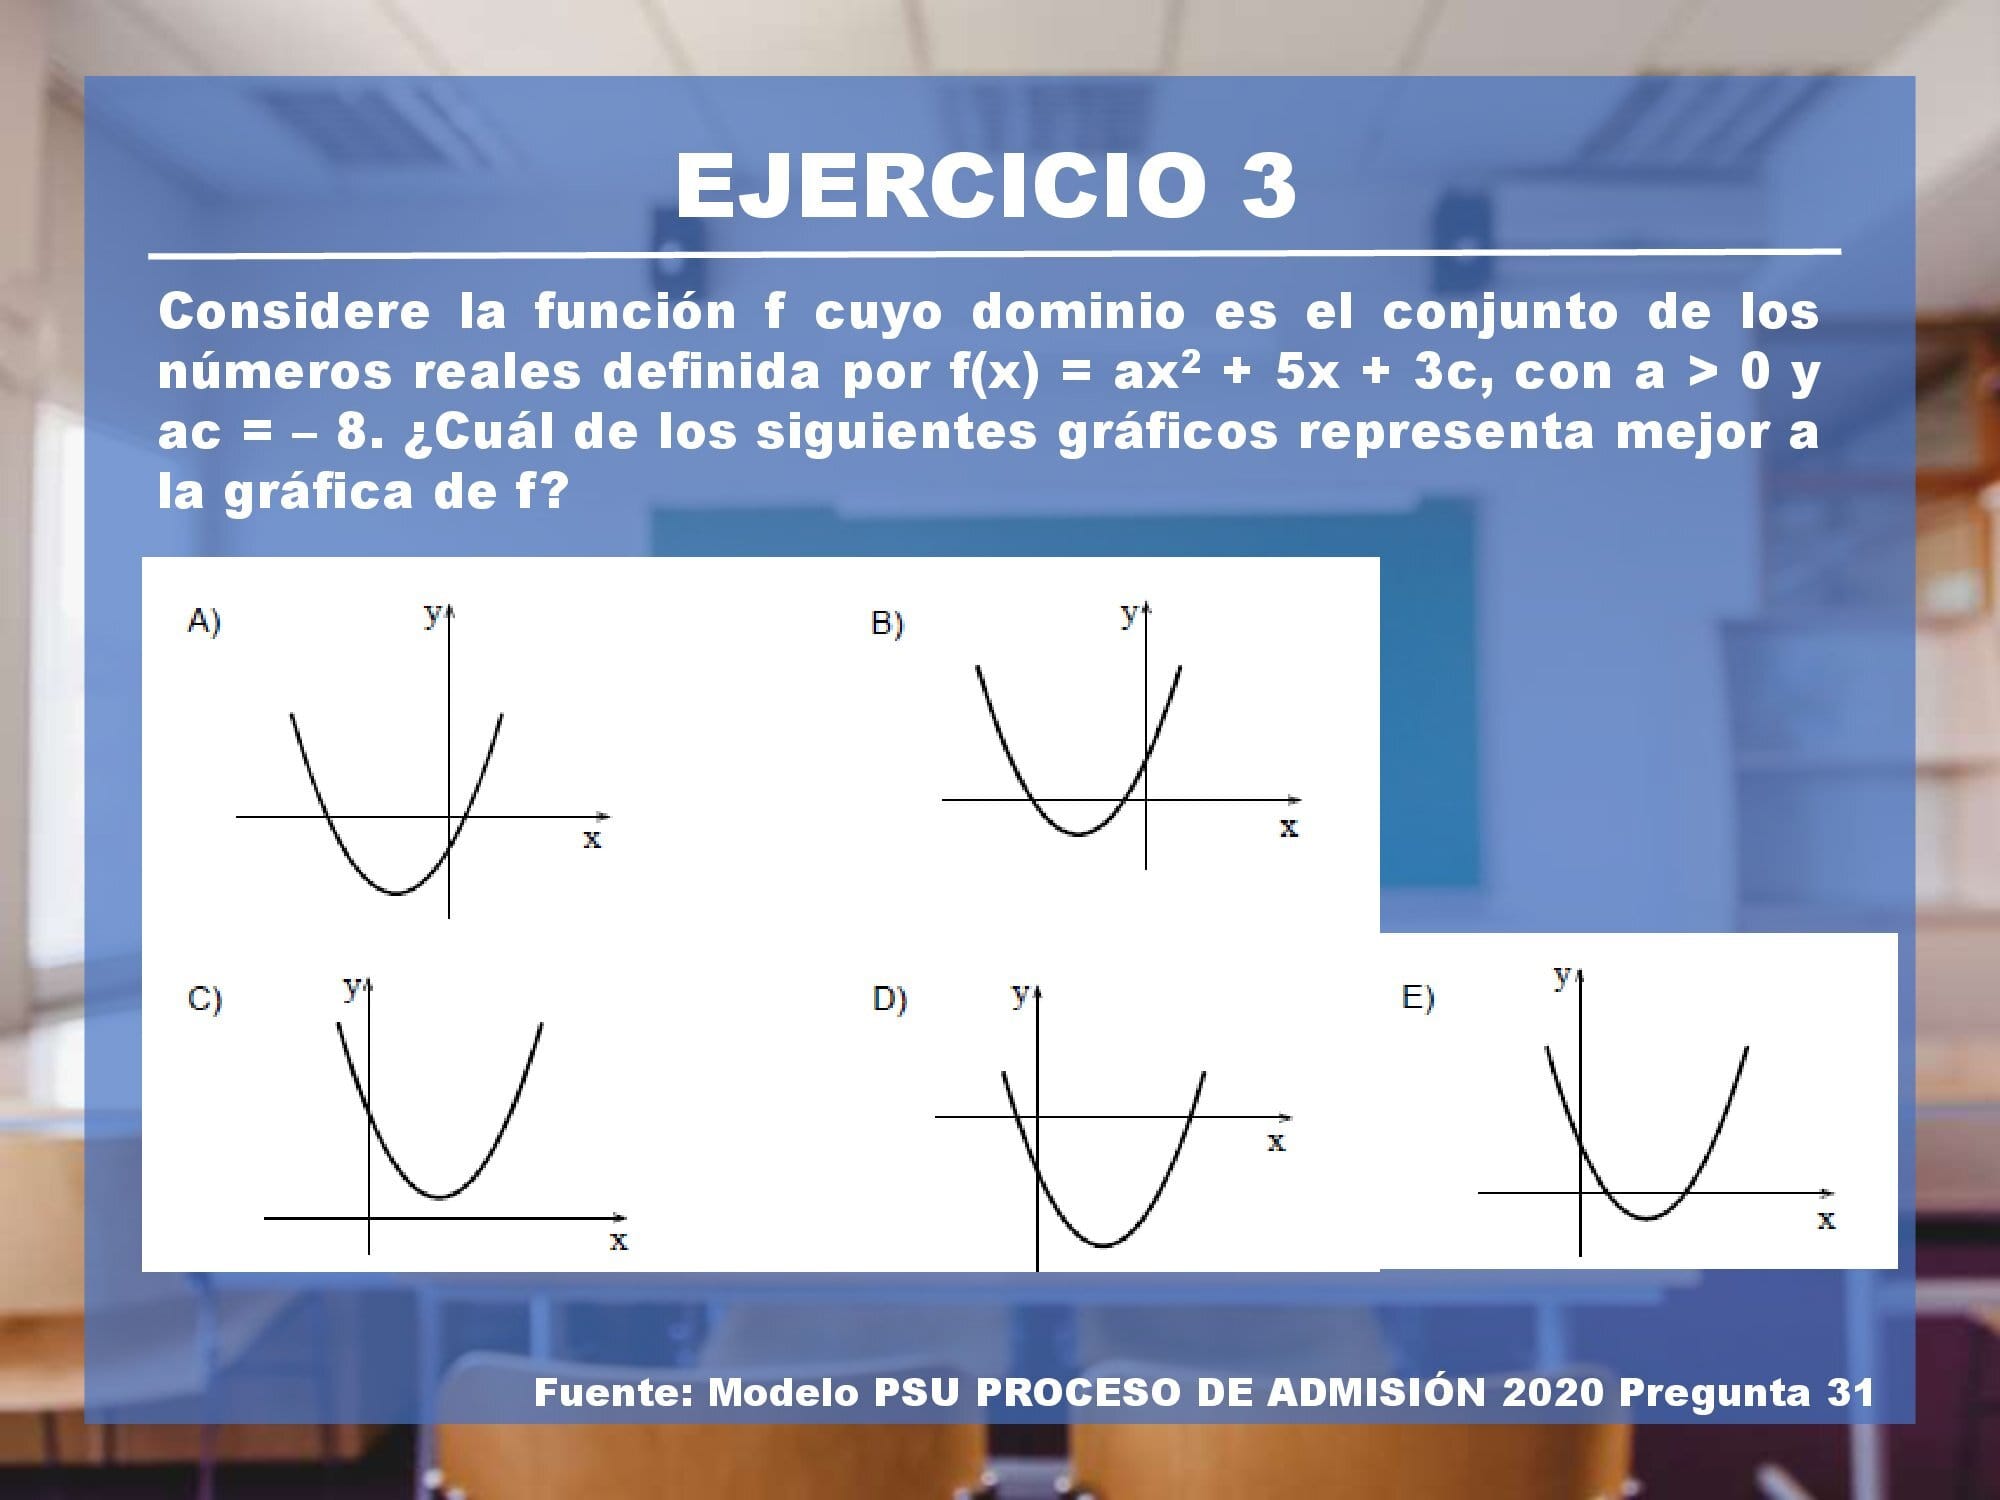 EJERCICIO 3
Considere la función f cuyo dominio es el conjunto de los
números reales definida por f(x) = ax² + 5x + 3c, con a > 0 y
ac = – 8. ¿Cuál de los siguientes gráficos representa mejor a
la gráfica de f?
A)
y
x
B)
y
x
C)
y
x
D)
y
x
E)
y
x
Fuente: Modelo PSU PROCESO DE ADMISIÓN 2020 Pregunta 31